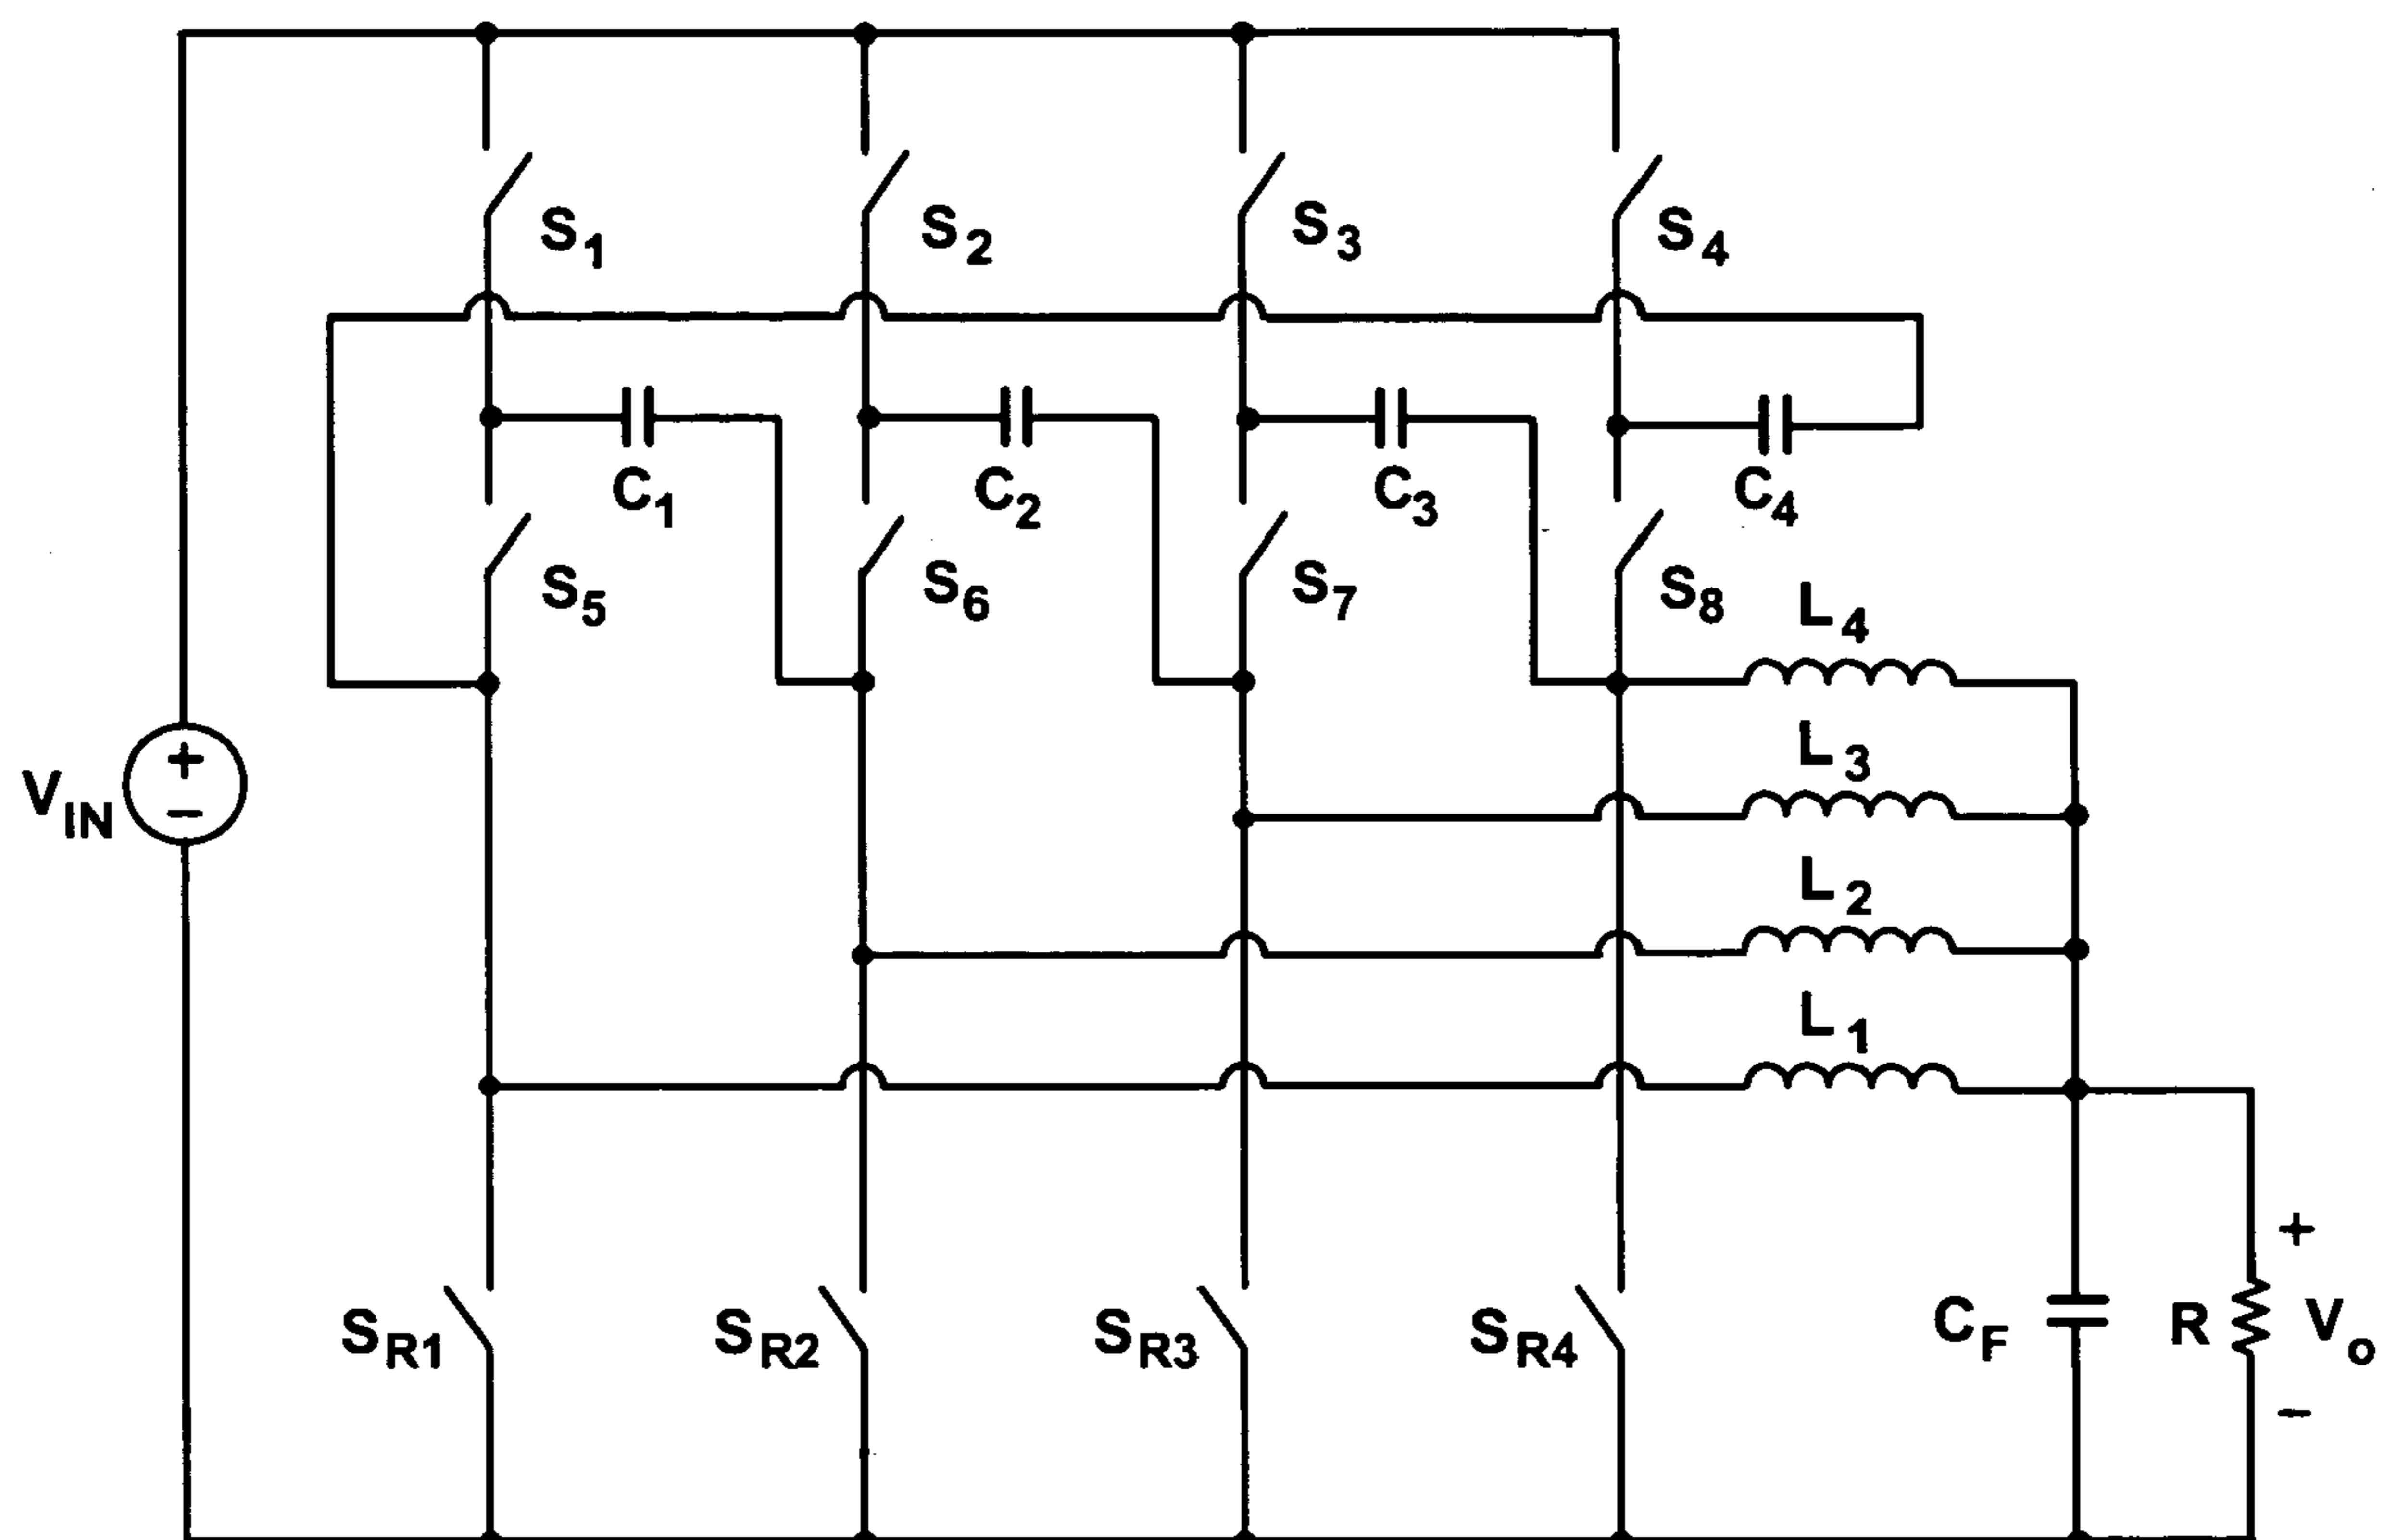 S1
S2
S3
S4
C1
C2
C3
C4
S5
S6
S7
S8
L4
L3
VIN
+
−
L2
L1
SR1
SR2
SR3
SR4
CF
R
+
Vo
−